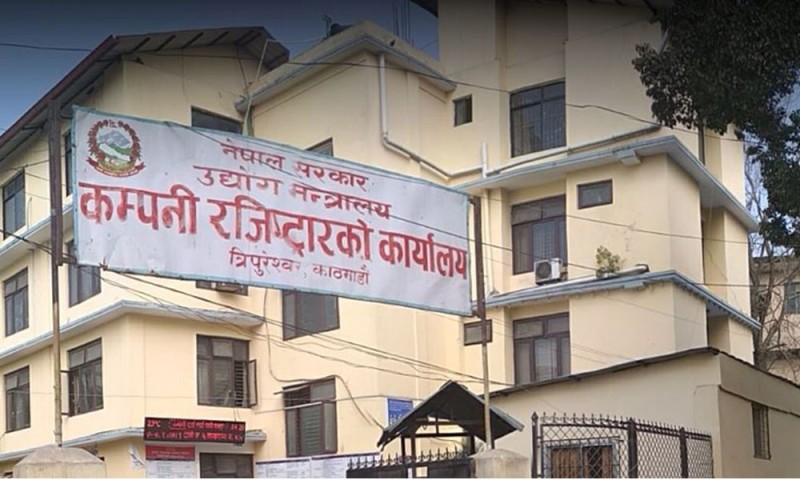 नेपाल सरकार
उद्योग मन्त्रालय
कम्पनी रजिष्ट्रारको कार्यालय
त्रिपुरेश्वर, काठमाडौं